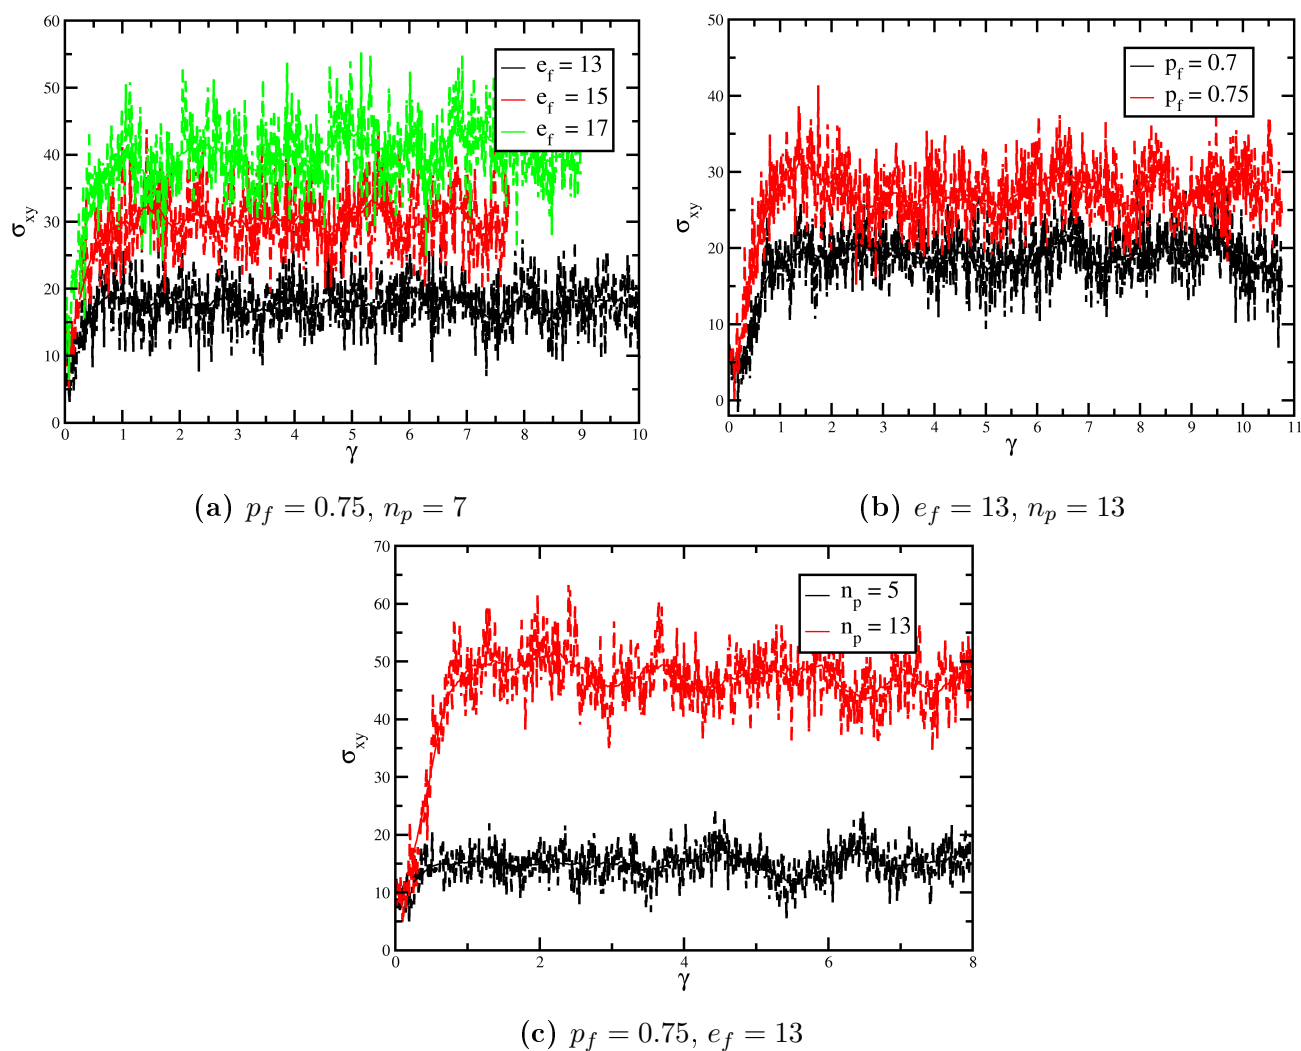 60
50
40
30
20
10
0
σxy
0 1 2 3 4 5 6 7 8 9 10
γ
ef = 13
ef = 15
ef = 17
(a) pf = 0.75, np = 7
50
40
30
20
10
0
σxy
0 1 2 3 4 5 6 7 8 9 10 11
γ
pf = 0.7
pf = 0.75
(b) ef = 13, np = 13
70
60
50
40
30
20
10
0
σxy
0 2 4 6 8
γ
np = 5
np = 13
(c) pf = 0.75, ef = 13